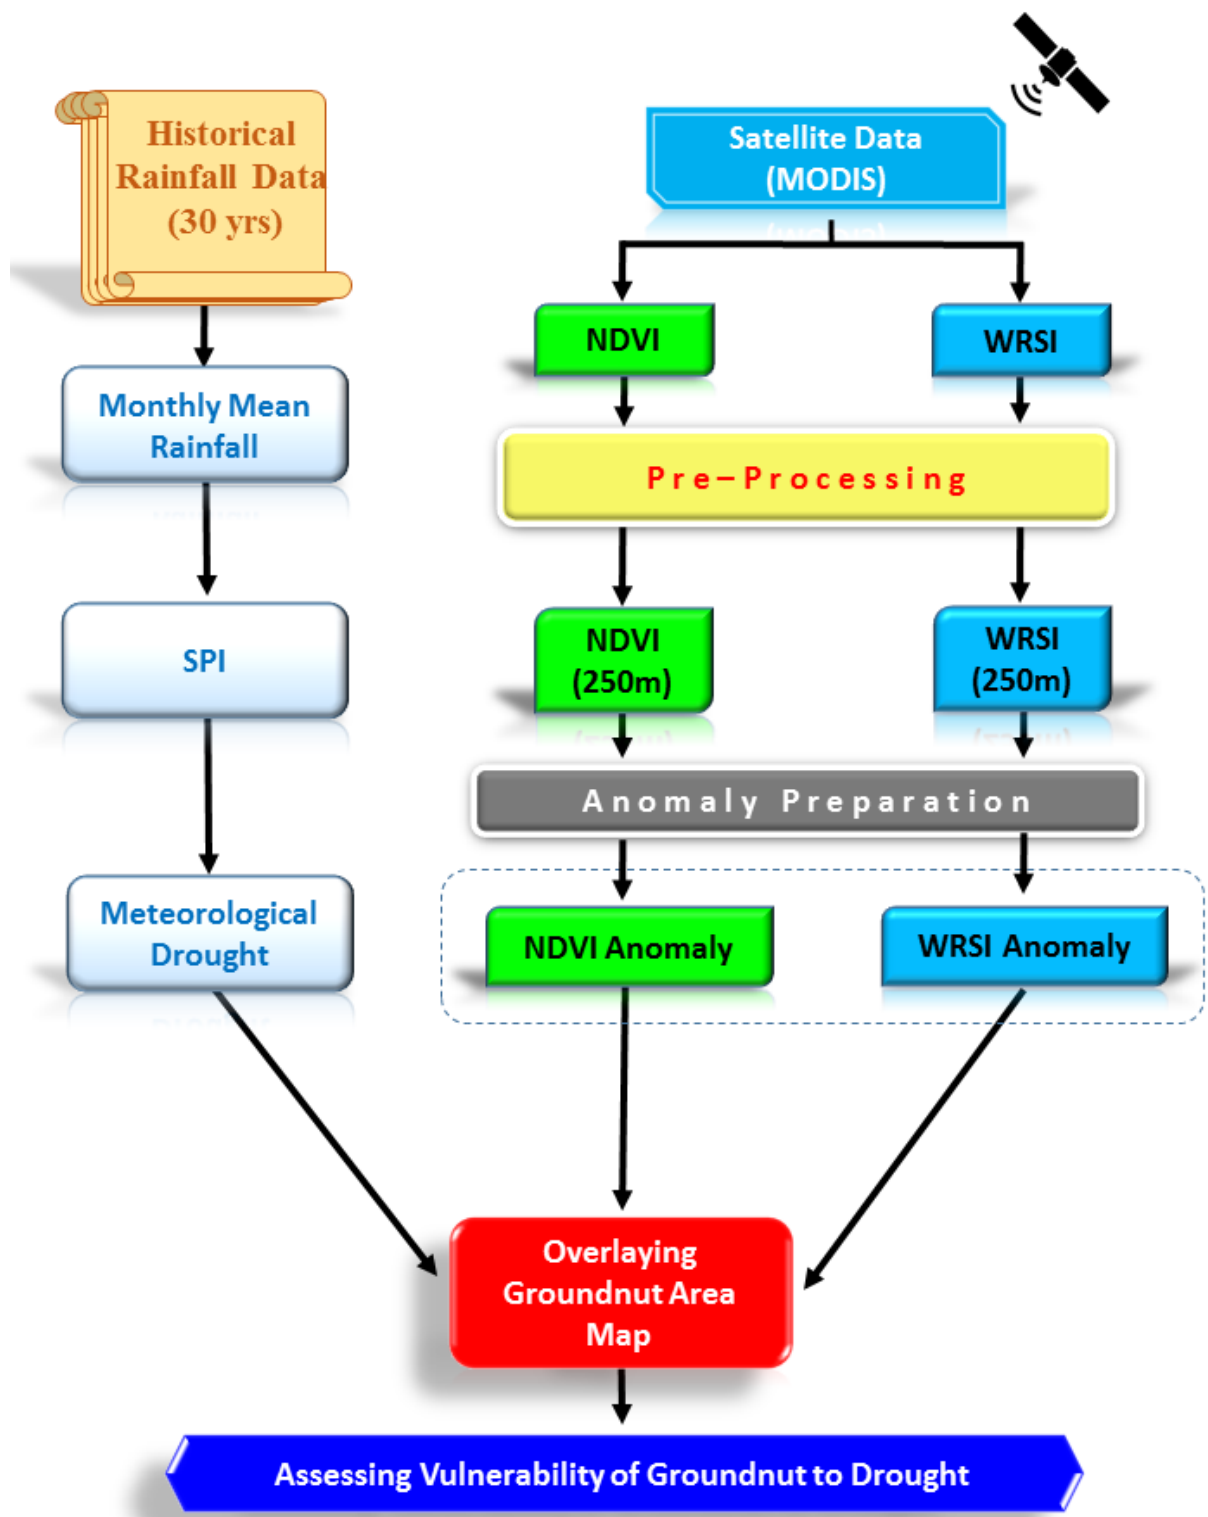 Historical
Rainfall Data
(30 yrs)
Satellite Data
(MODIS)
NDVI
WRSI
Monthly Mean
Rainfall
Pre–Processing
SPI
NDVI
(250m)
WRSI
(250m)
Anomaly Preparation
Meteorological
Drought
NDVI Anomaly
WRSI Anomaly
Overlaying
Groundnut Area
Map
Assessing Vulnerability of Groundnut to Drought